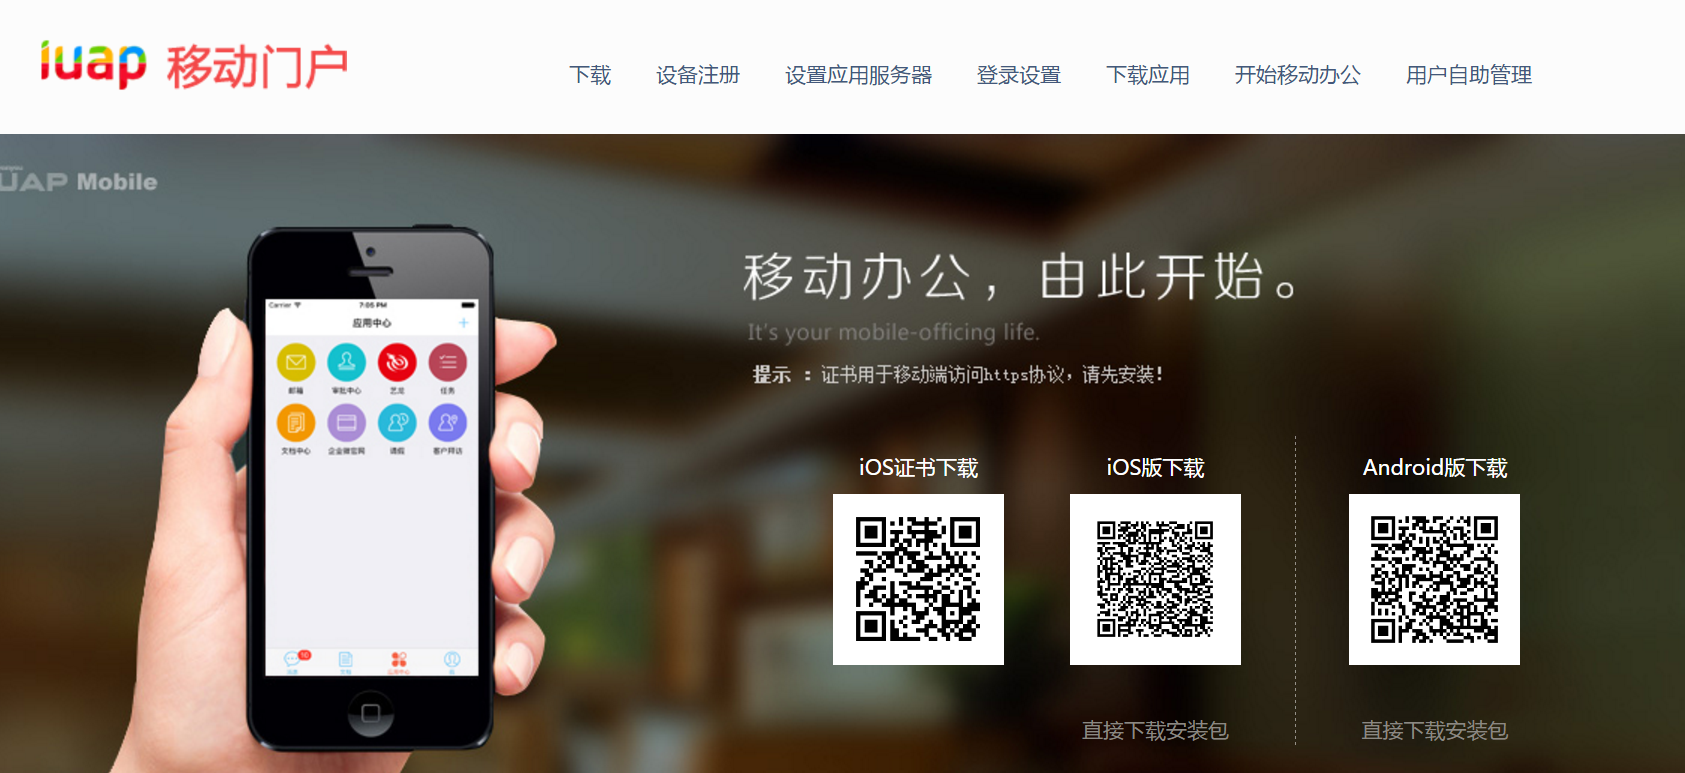 iuap 移动门户
下载 设备注册 设置应用服务器 登录设置 下载应用 开始移动办公 用户自助管理
UAP Mobile
Carrier 7:05 PM
应用中心 +
邮箱 审批中心 任务
文档中心 企业微官网 请假 客户拜访
应用中心
移动办公，由此开始。
It's your mobile-officing life.
提示 ：证书用于移动端访问https协议，请先安装！
iOS证书下载 iOS版下载 Android版下载
直接下载安装包 直接下载安装包